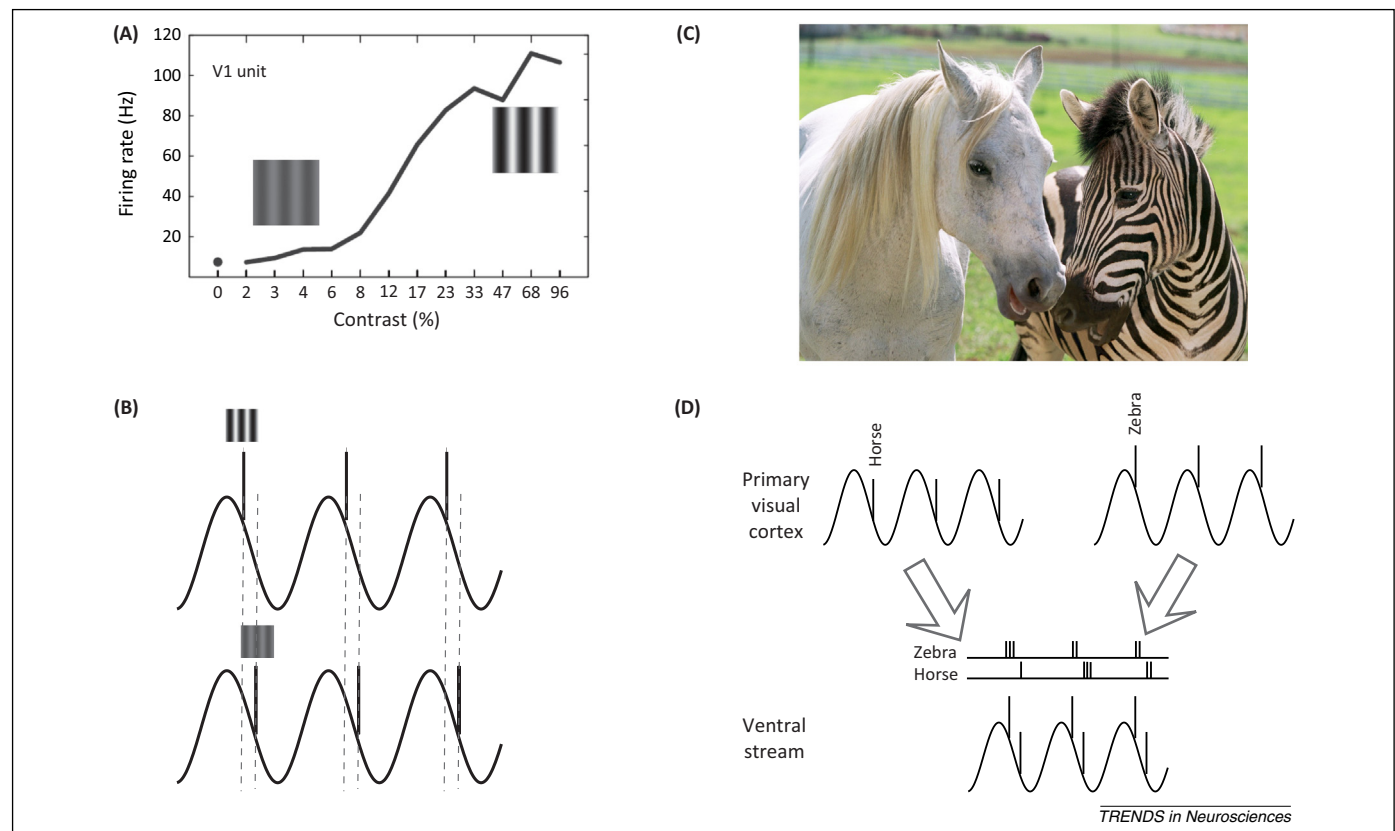 (A)
120
100
80
60
40
20
Firing rate (Hz)
V1 unit
0 2 3 4 6 8 12 17 23 33 47 68 96
Contrast (%)
(B)
(C)
(D)
Horse
Zebra
Primary
visual
cortex
Zebra
Horse
Ventral
stream
TRENDS in Neurosciences